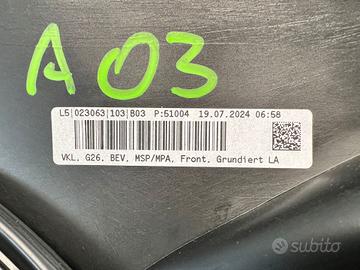 A03
L5|023063|103|B03 P:51004 19.07.2024 06:58
VKL, G26, BEV, MSP/MPA, Front, Grundiert LA
subito